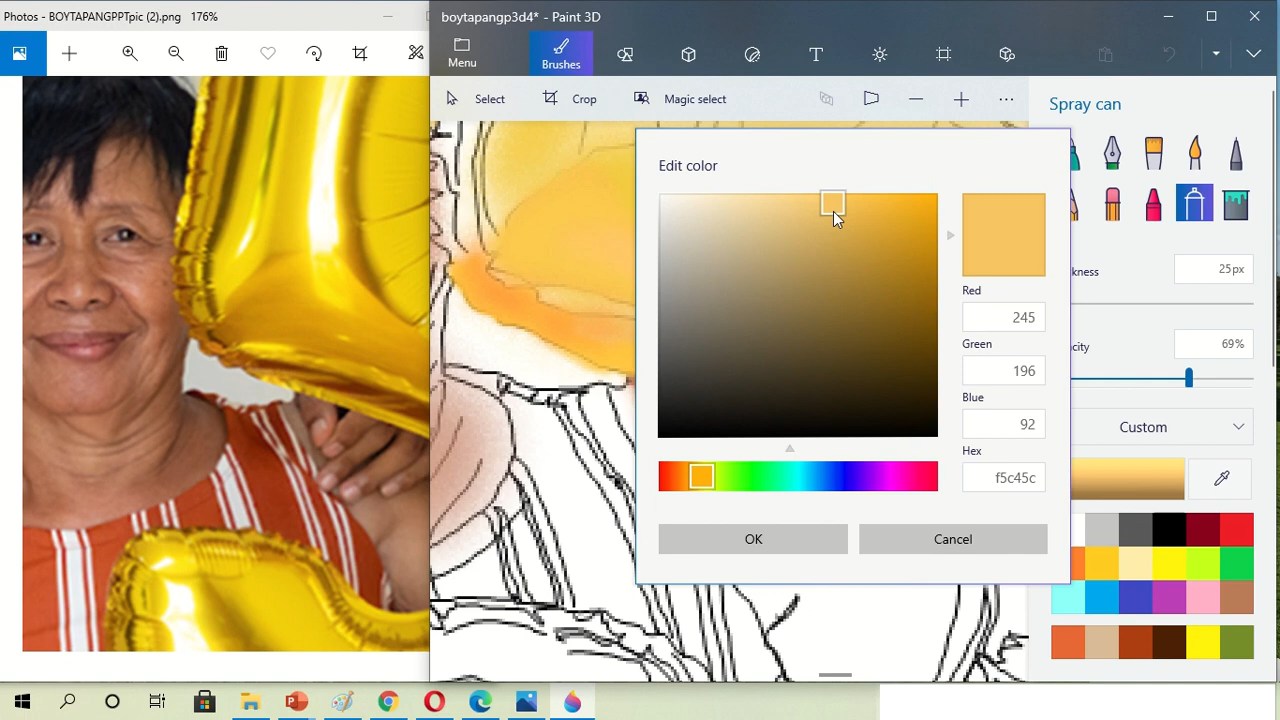 Photos - BOYTAPANGPPTpic (2).png   176%
boytapangp3d4* - Paint 3D
Menu
Brushes
Select
Crop
Magic select
Spray can
Edit color
Red
245
Green
196
Blue
92
Hex
f5c45c
OK
Cancel
kness
25px
city
69%
Custom